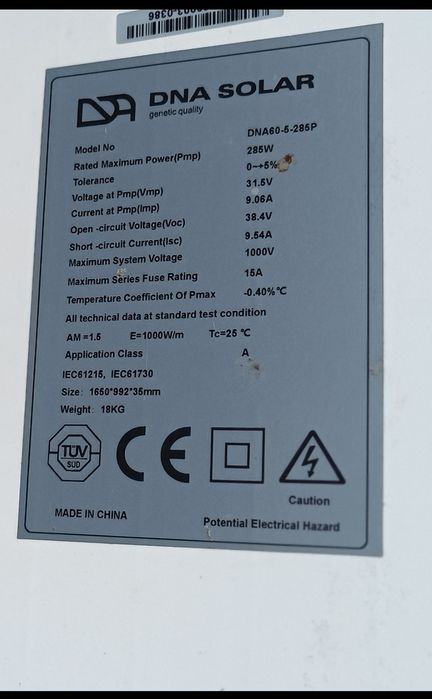 0003-0386
DNA SOLAR
genetic quality
Model No DNA60-5-285P
Rated Maximum Power(Pmp) 285W
Tolerance 0~+5%
Voltage at Pmp(Vmp) 31.5V
Current at Pmp(Imp) 9.06A
Open -circuit Voltage(Voc) 38.4V
Short -circuit Current(Isc) 9.54A
Maximum System Voltage 1000V
Maximum Series Fuse Rating 15A
Temperature Coefficient Of Pmax -0.40%℃
All technical data at standard test condition
AM =1.5 E=1000W/m Tc=25 ℃
Application Class A
IEC61215, IEC61730
Size: 1650*992*35mm
Weight: 18KG
TÜV
SUD
CE
Caution
MADE IN CHINA
Potential Electrical Hazard